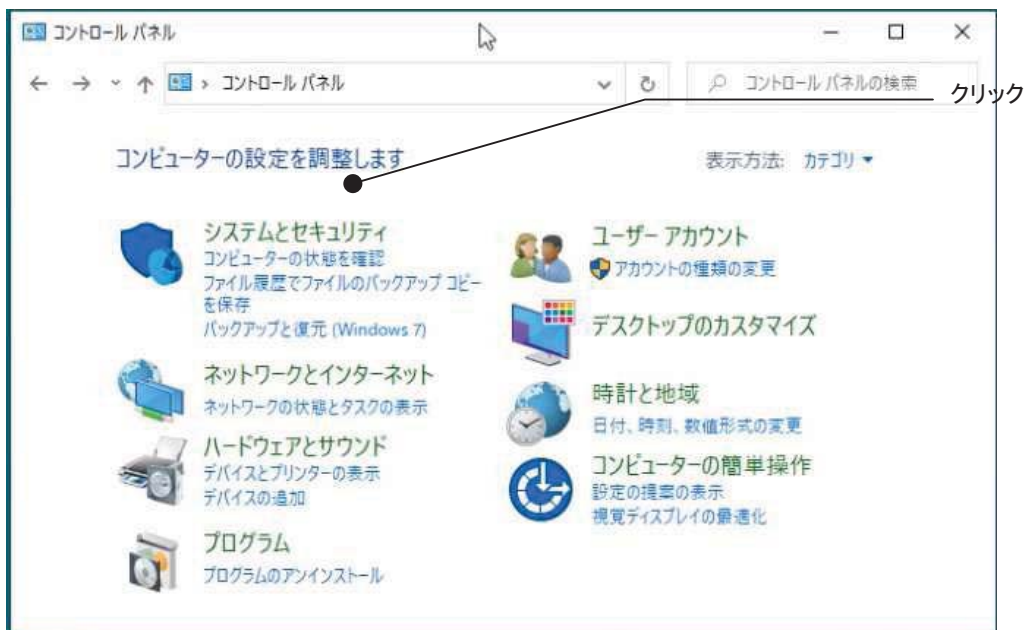 コントロール パネル
コントロール パネル
コントロール パネルの検索
クリック
コンピューターの設定を調整します
表示方法: カテゴリ
システムとセキュリティ
コンピューターの状態を確認
ファイル履歴でファイルのバックアップ コピー
を保存
バックアップと復元 (Windows 7)
ネットワークとインターネット
ネットワークの状態とタスクの表示
ハードウェアとサウンド
デバイスとプリンターの表示
デバイスの追加
プログラム
プログラムのアンインストール
ユーザー アカウント
アカウントの種類の変更
デスクトップのカスタマイズ
時計と地域
日付、時刻、数値形式の変更
コンピューターの簡単操作
設定の提案の表示
視覚ディスプレイの最適化